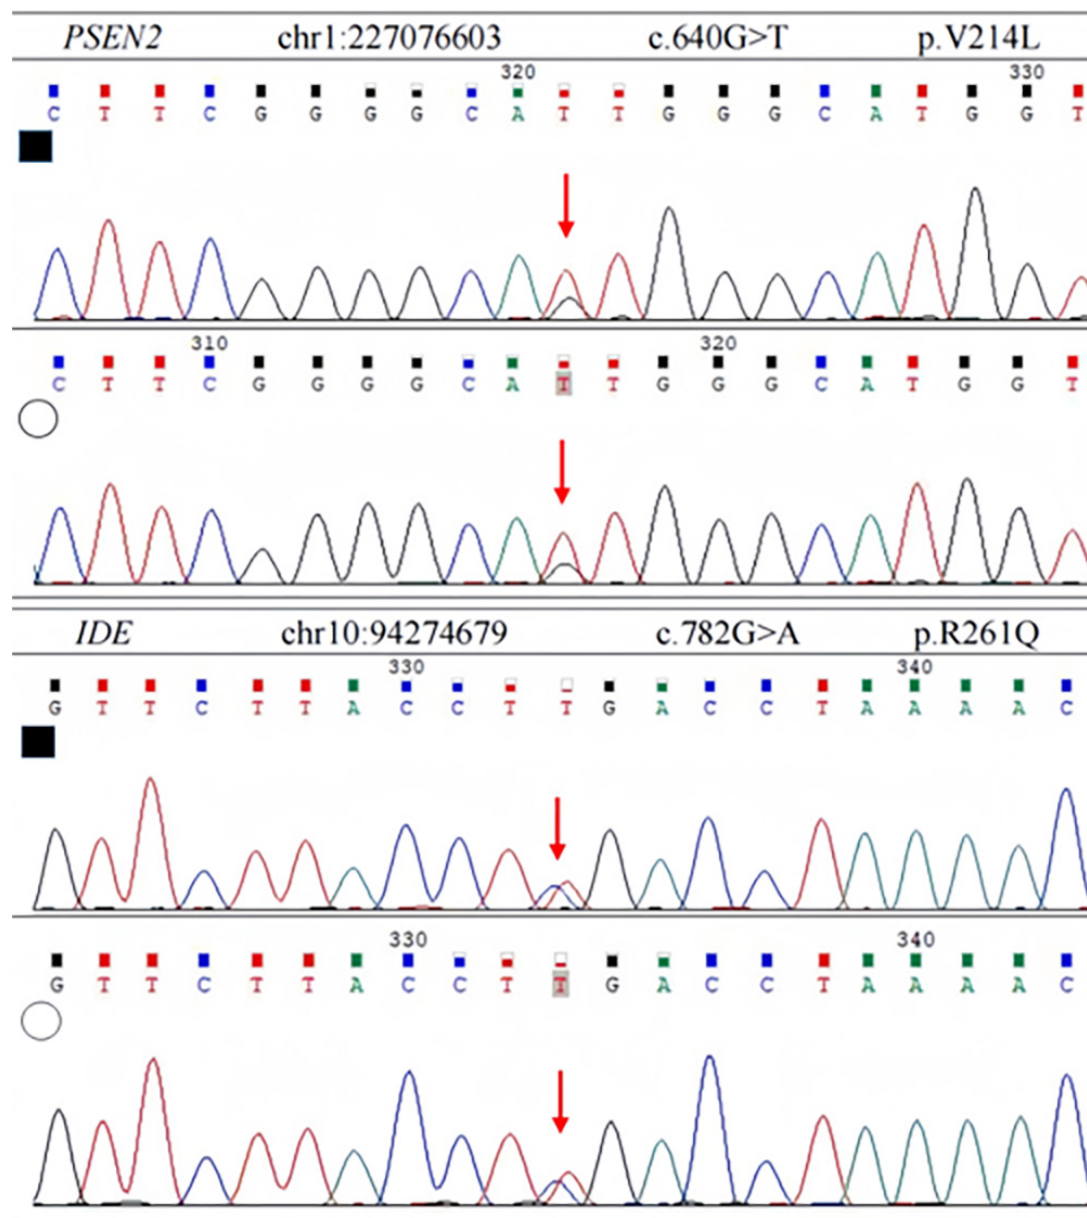 PSEN2 chr1:227076603 c.640G>T p.V214L
320 330
C T T C G G G G C A T T G G G C A T G G T
310 320
C T T C G G G G C A T T G G G C A T G G T
IDE chr10:94274679 c.782G>A p.R261Q
330 340
G T T C T T A C C T T G A C C T A A A A C
330 340
G T T C T T A C C T T G A C C T A A A A C